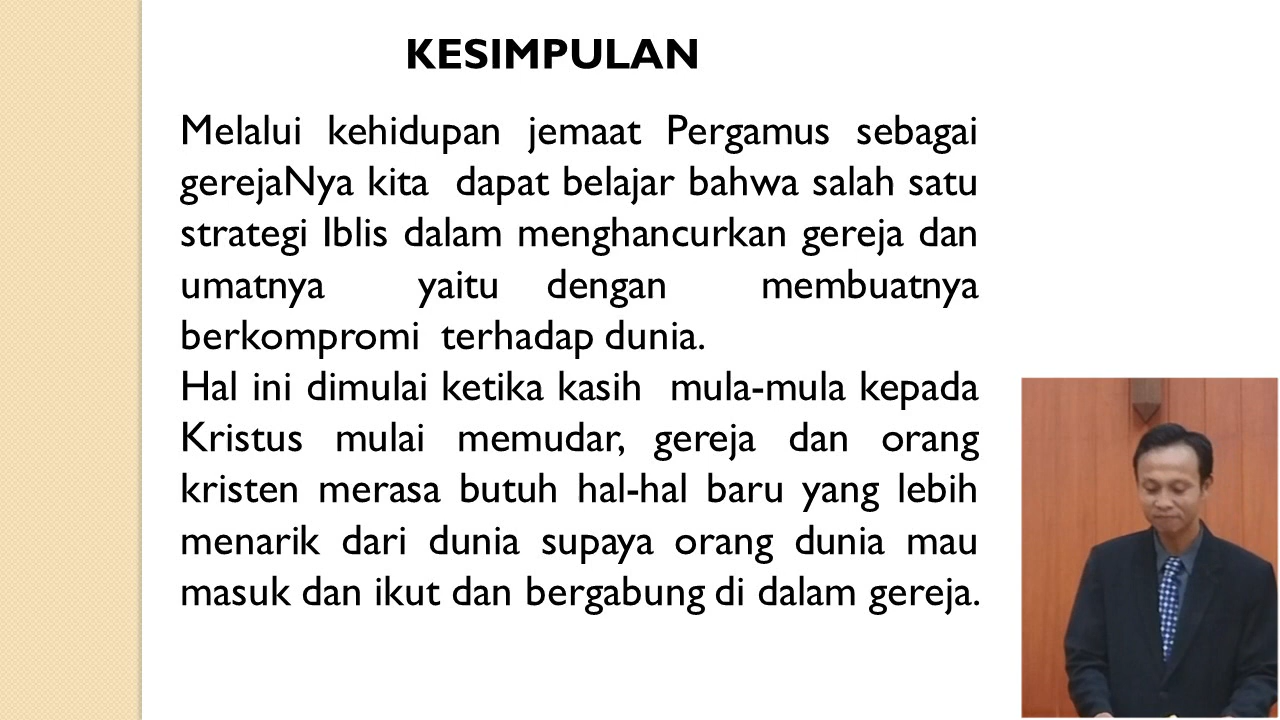 KESIMPULAN
Melalui kehidupan jemaat Pergamus sebagai
gerejaNya kita dapat belajar bahwa salah satu
strategi Iblis dalam menghancurkan gereja dan
umatnya yaitu dengan membuatnya
berkompromi terhadap dunia.
Hal ini dimulai ketika kasih mula-mula kepada
Kristus mulai memudar, gereja dan orang
kristen merasa butuh hal-hal baru yang lebih
menarik dari dunia supaya orang dunia mau
masuk dan ikut dan bergabung di dalam gereja.